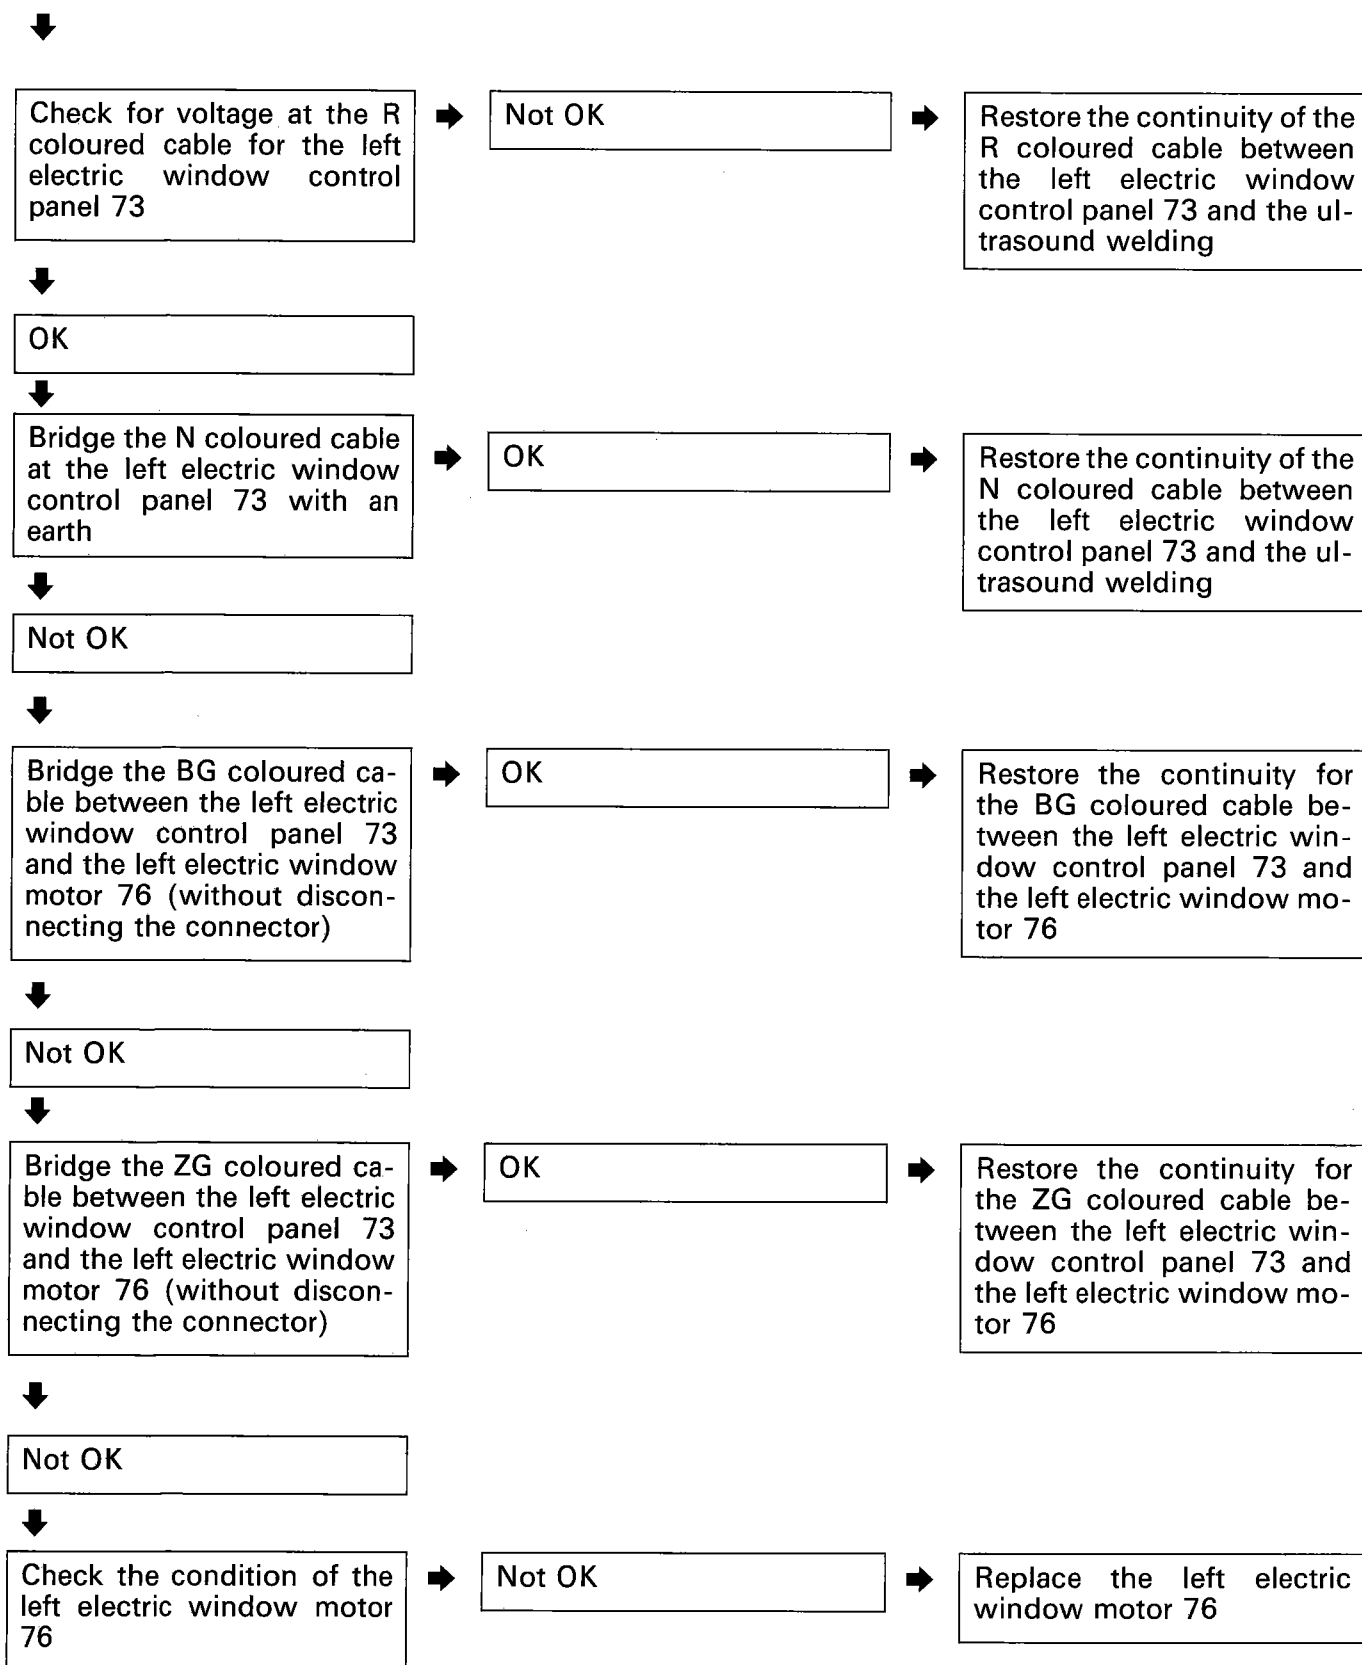 Check for voltage at the R
coloured cable for the left
electric window control
panel 73
Not OK
Restore the continuity of the
R coloured cable between
the left electric window
control panel 73 and the ul-
trasound welding
OK
Bridge the N coloured cable
at the left electric window
control panel 73 with an
earth
OK
Restore the continuity of the
N coloured cable between
the left electric window
control panel 73 and the ul-
trasound welding
Not OK
Bridge the BG coloured ca-
ble between the left electric
window control panel 73
and the left electric window
motor 76 (without discon-
necting the connector)
OK
Restore the continuity for
the BG coloured cable be-
tween the left electric win-
dow control panel 73 and
the left electric window mo-
tor 76
Not OK
Bridge the ZG coloured ca-
ble between the left electric
window control panel 73
and the left electric window
motor 76 (without discon-
necting the connector)
OK
Restore the continuity for
the ZG coloured cable be-
tween the left electric win-
dow control panel 73 and
the left electric window mo-
tor 76
Not OK
Check the condition of the
left electric window motor
76
Not OK
Replace the left electric
window motor 76